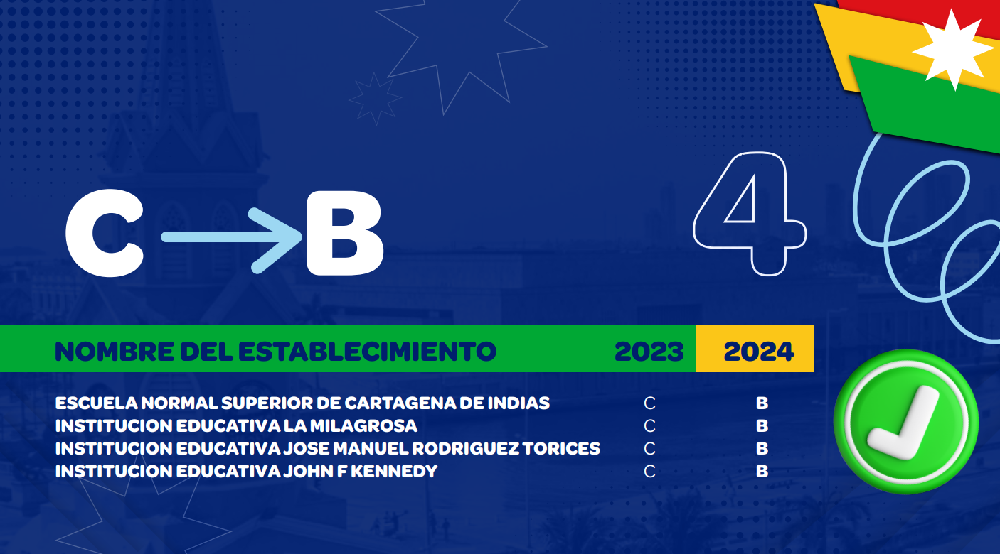 C → B
4
NOMBRE DEL ESTABLECIMIENTO 2023 2024
ESCUELA NORMAL SUPERIOR DE CARTAGENA DE INDIAS C B
INSTITUCION EDUCATIVA LA MILAGROSA C B
INSTITUCION EDUCATIVA JOSE MANUEL RODRIGUEZ TORICES C B
INSTITUCION EDUCATIVA JOHN F KENNEDY C B